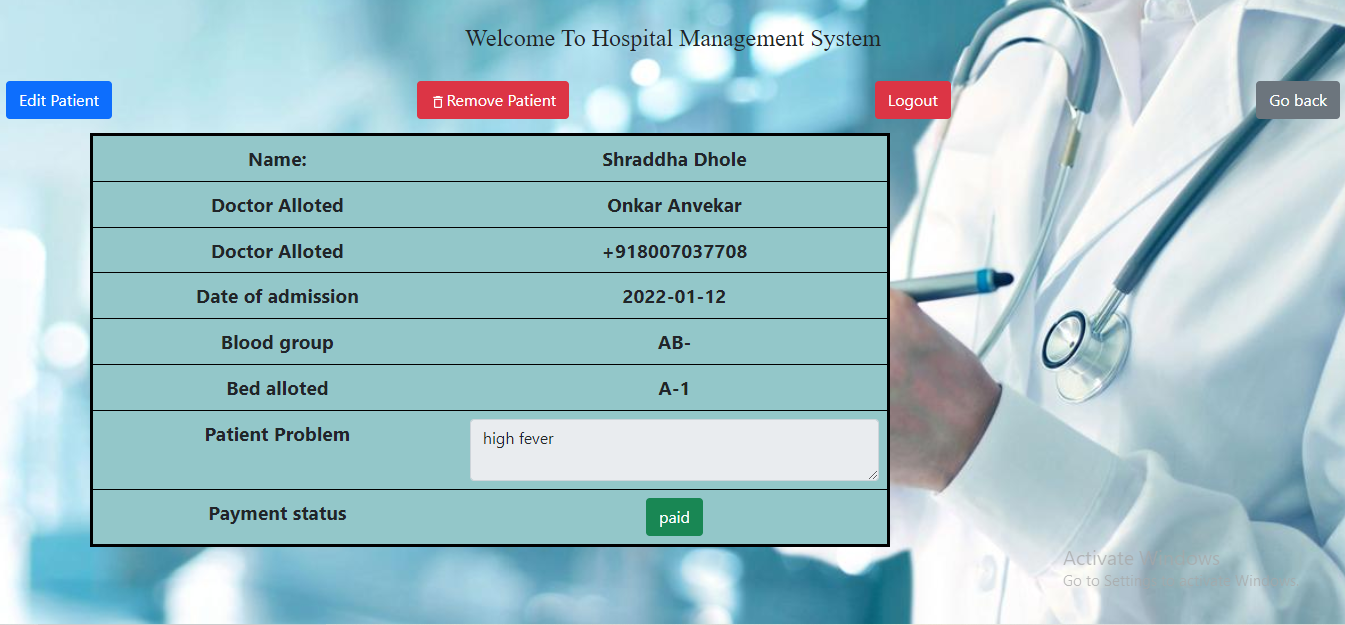 Welcome To Hospital Management System
Edit Patient
Remove Patient
Logout
Go back
Name: Shraddha Dhole
Doctor Alloted Onkar Anvekar
Doctor Alloted +918007037708
Date of admission 2022-01-12
Blood group AB-
Bed alloted A-1
Patient Problem high fever
Payment status paid
Activate Windows
Go to Settings to activate Windows.